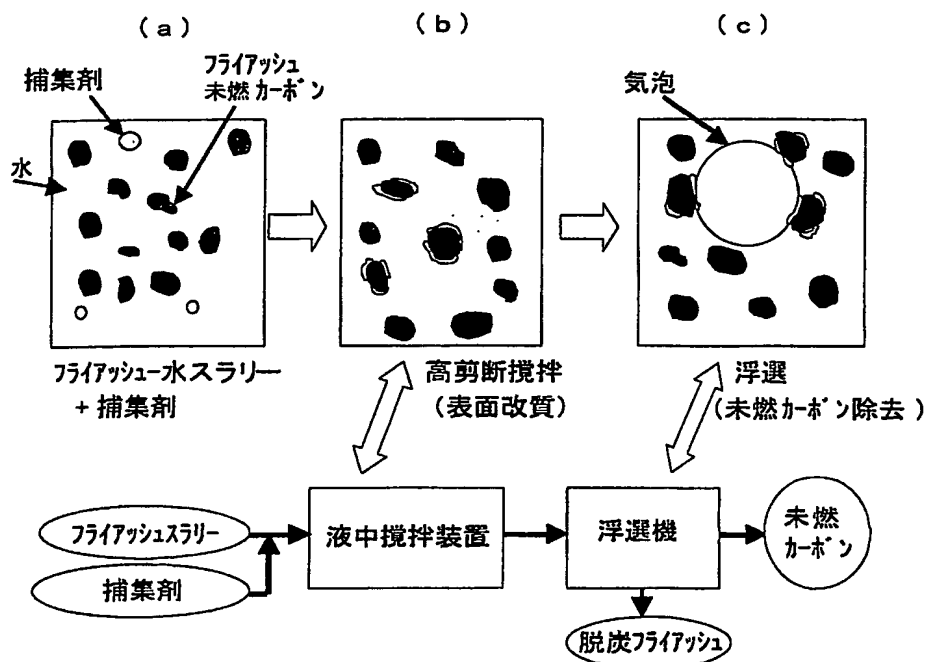 (a)
(b)
(c)
捕集剤
フライアッシュ
未燃カーボン
気泡
水
フライアッシュー水スラリー
+ 捕集剤
高剪断攪拌
(表面改質)
浮選
(未燃カーボン除去)
フライアッシュスラリー
捕集剤
液中攪拌装置
浮選機
未燃
カーボン
脱炭フライアッシュ